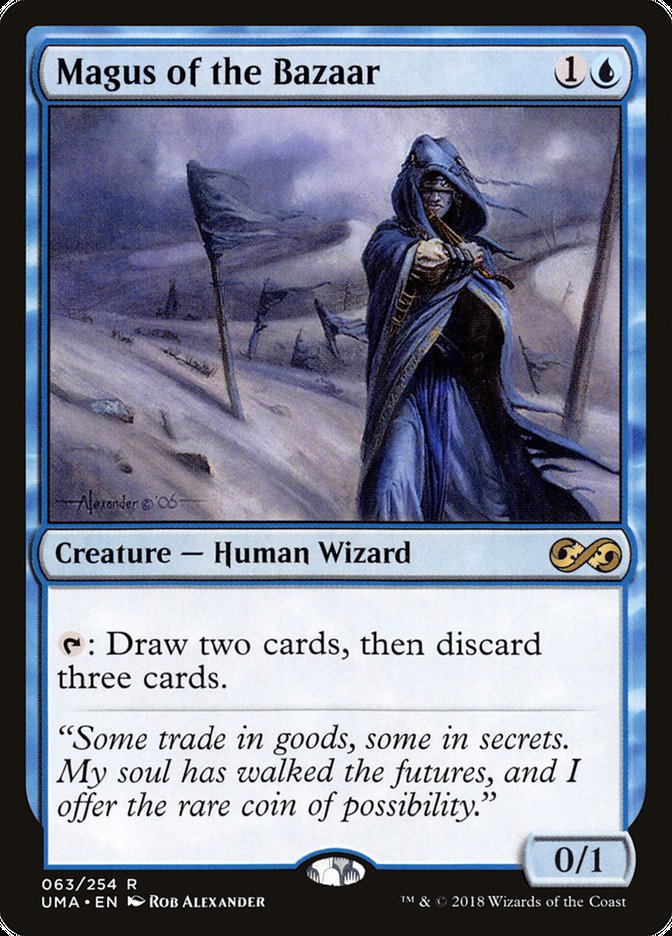 Magus of the Bazaar 1
Alexander © '06
Creature — Human Wizard
: Draw two cards, then discard
three cards.
“Some trade in goods, some in secrets.
My soul has walked the futures, and I
offer the rare coin of possibility.”
0/1
063/254 R
UMA • EN Rob Alexander
™ & © 2018 Wizards of the Coast